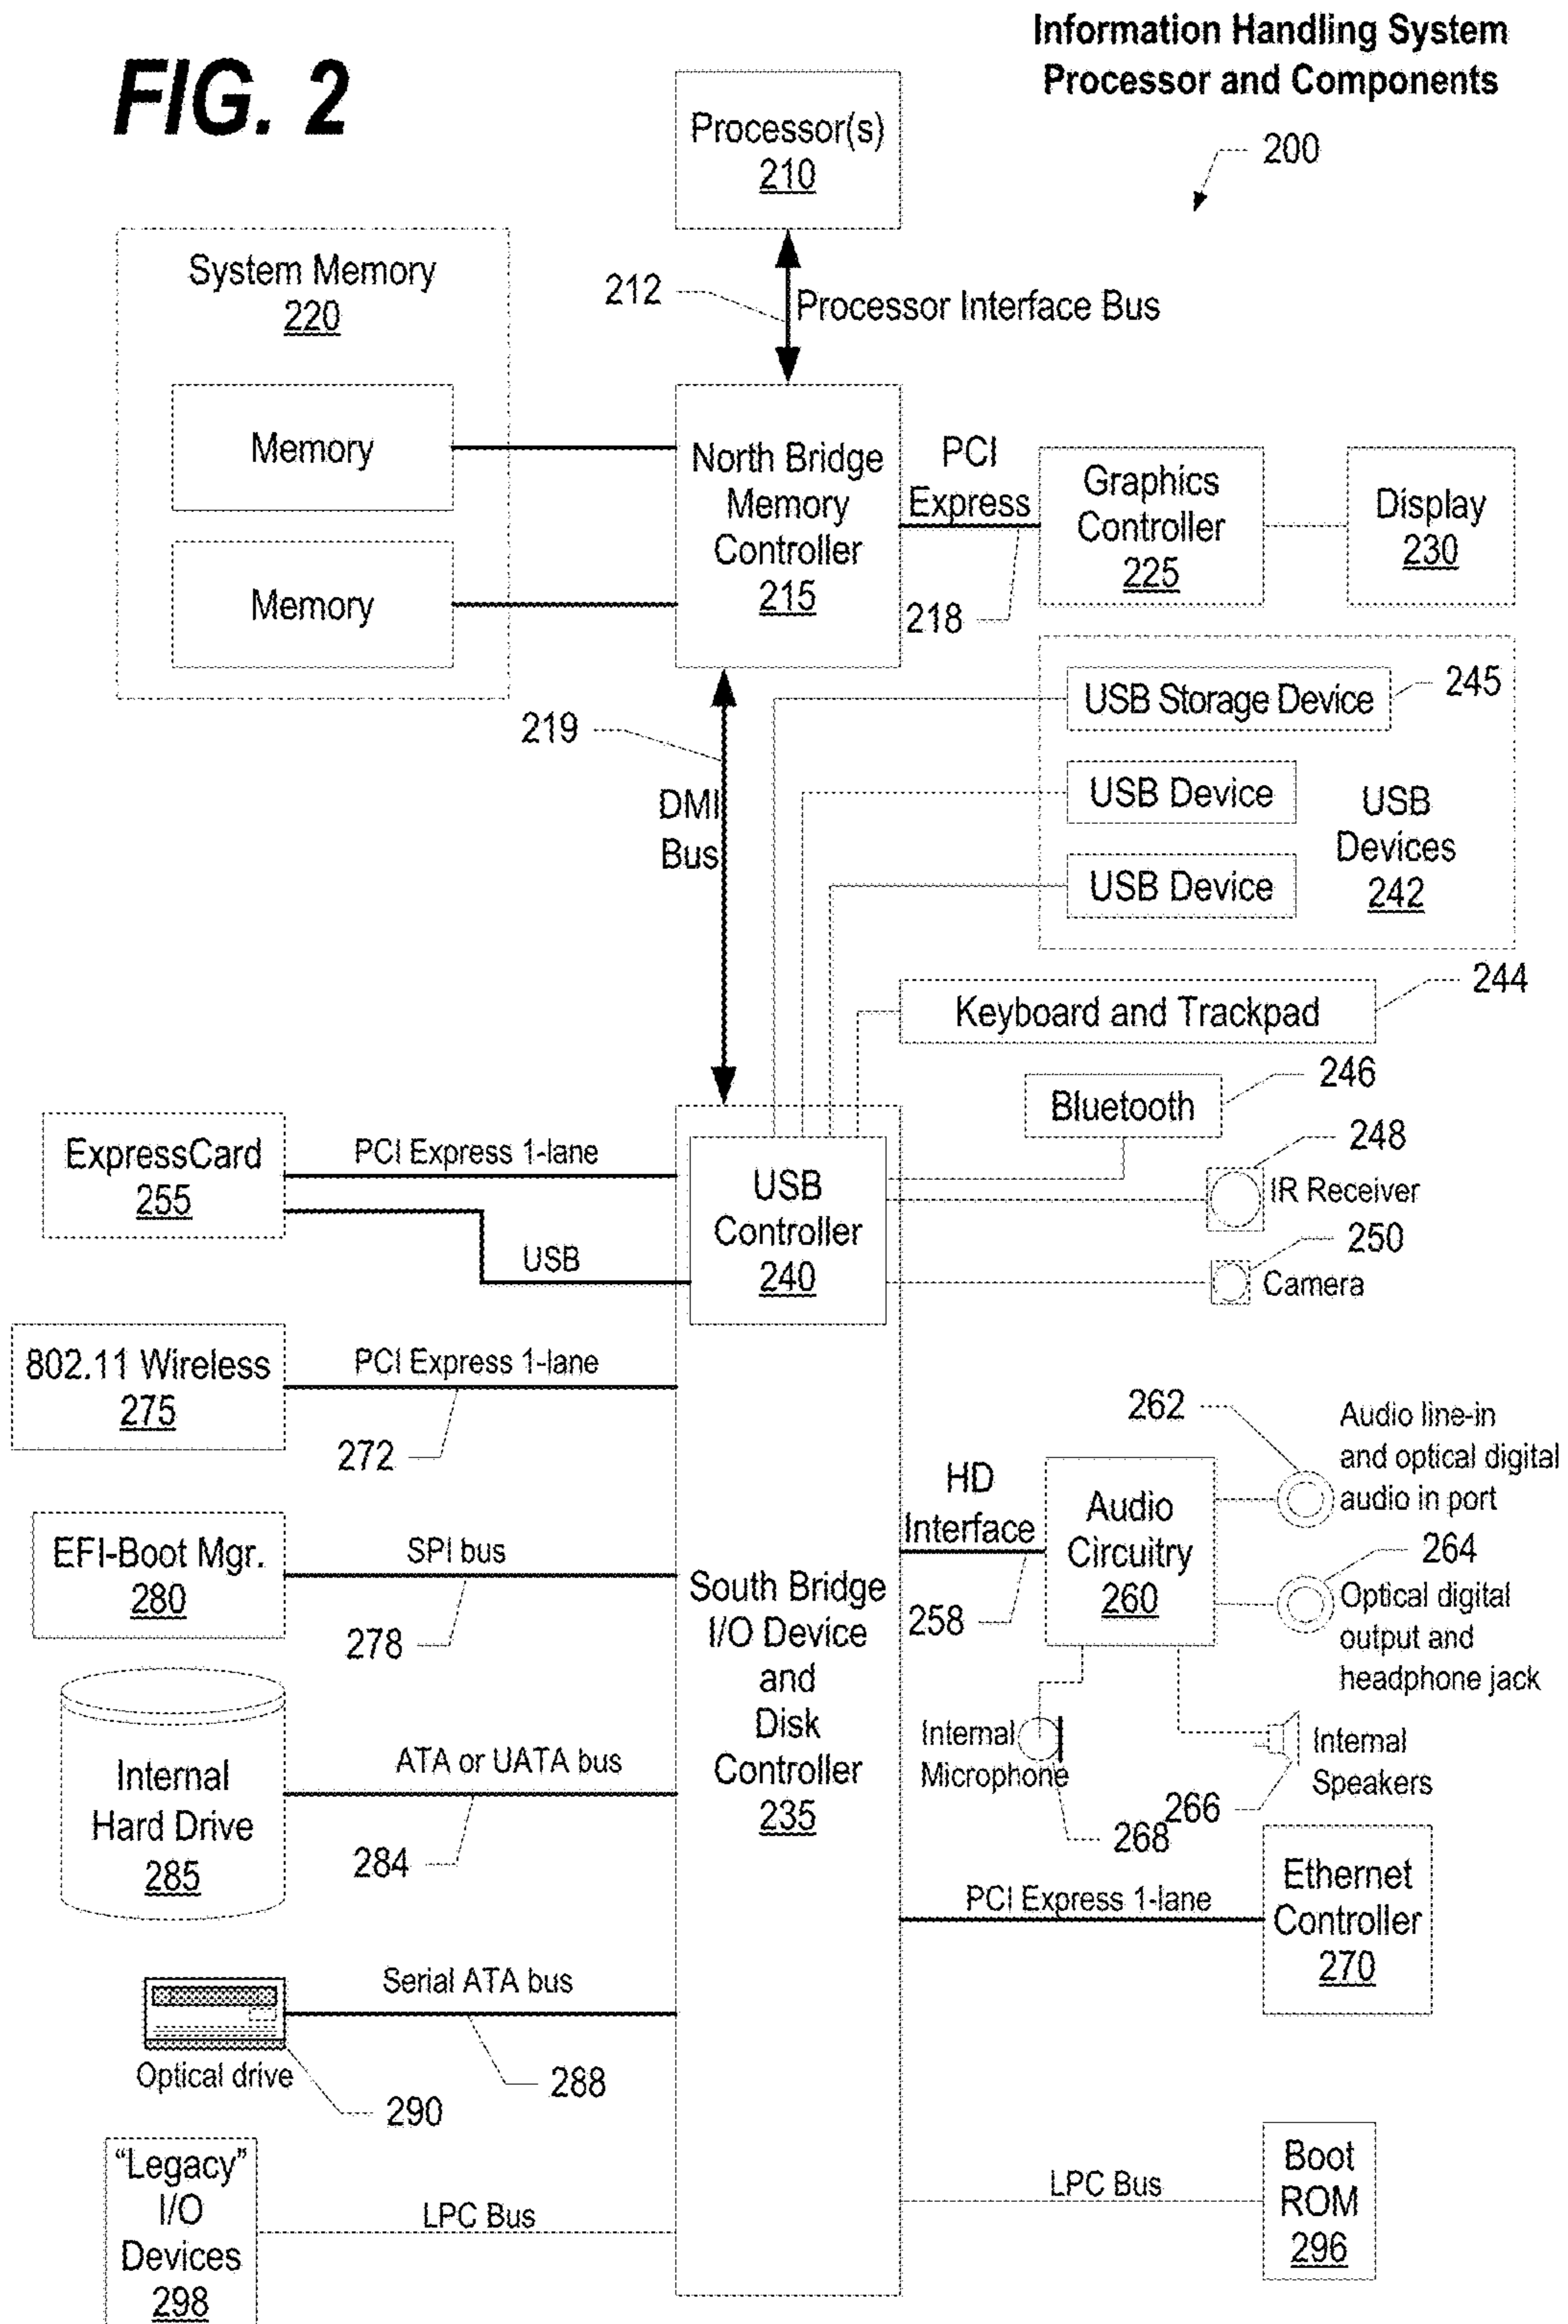 FIG. 2
Information Handling System
Processor and Components
200
Processor(s)
210
212
Processor Interface Bus
System Memory
220
Memory
Memory
North Bridge
Memory
Controller
215
PCI
Express
218
Graphics
Controller
225
Display
230
219
DMI
Bus
USB Storage Device
245
USB Device
USB Device
USB
Devices
242
Keyboard and Trackpad
244
Bluetooth
246
248
IR Receiver
250
Camera
ExpressCard
255
PCI Express 1-lane
USB
USB
Controller
240
802.11 Wireless
275
PCI Express 1-lane
272
EFI-Boot Mgr.
280
SPI bus
278
Internal
Hard Drive
285
ATA or UATA bus
284
South Bridge
I/O Device
and
Disk
Controller
235
HD
Interface
258
Audio
Circuitry
260
262
Audio line-in
and optical digital
audio in port
264
Optical digital
output and
headphone jack
Internal
Microphone
268
Internal
Speakers
266
PCI Express 1-lane
Ethernet
Controller
270
Serial ATA bus
288
Optical drive
290
"Legacy"
I/O
Devices
298
LPC Bus
LPC Bus
Boot
ROM
296